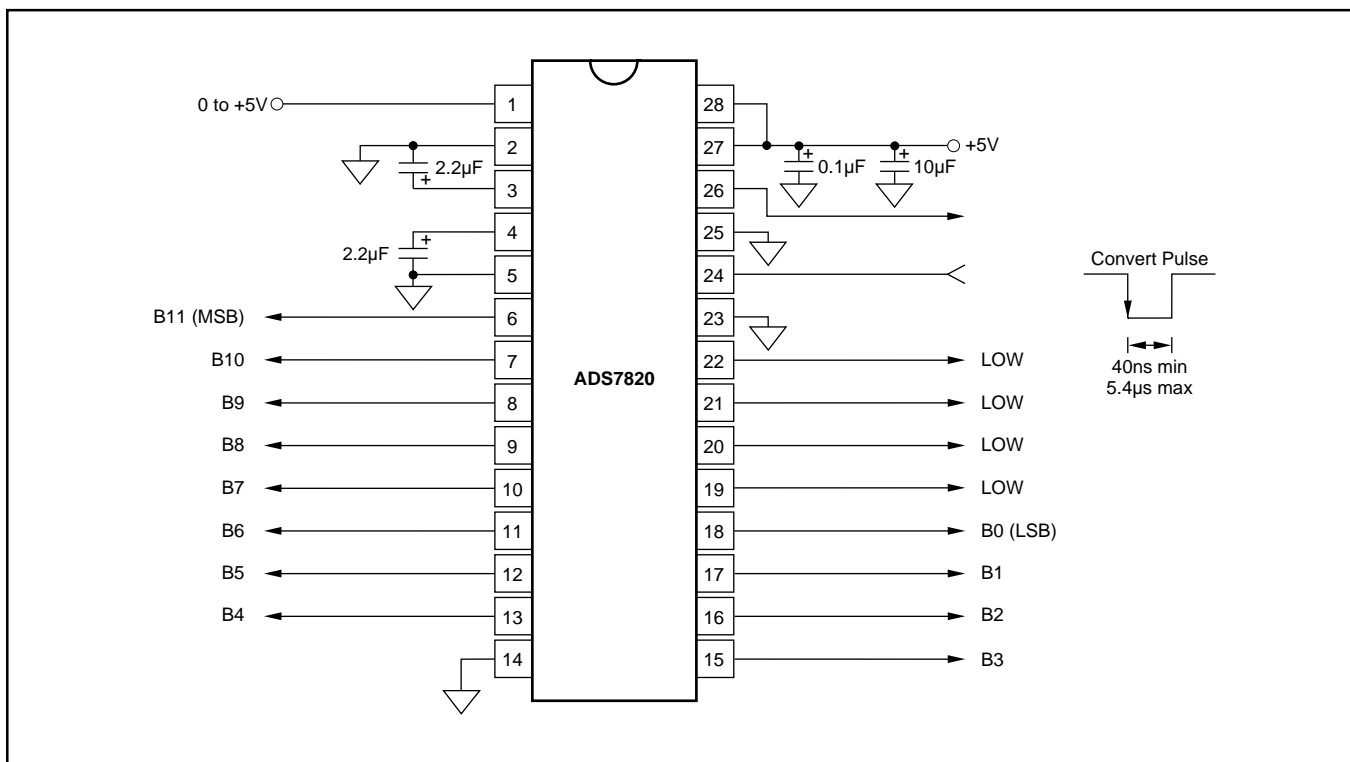 0 to +5V
1
28
2
27
+
+
+5V
2.2µF
0.1µF
10µF
+
3
26
4
25
+
2.2µF
5
24
Convert Pulse
B11 (MSB)
6
23
B10
7
22
LOW
40ns min
5.4µs max
ADS7820
B9
8
21
LOW
B8
9
20
LOW
B7
10
19
LOW
B6
11
18
B0 (LSB)
B5
12
17
B1
B4
13
16
B2
14
15
B3